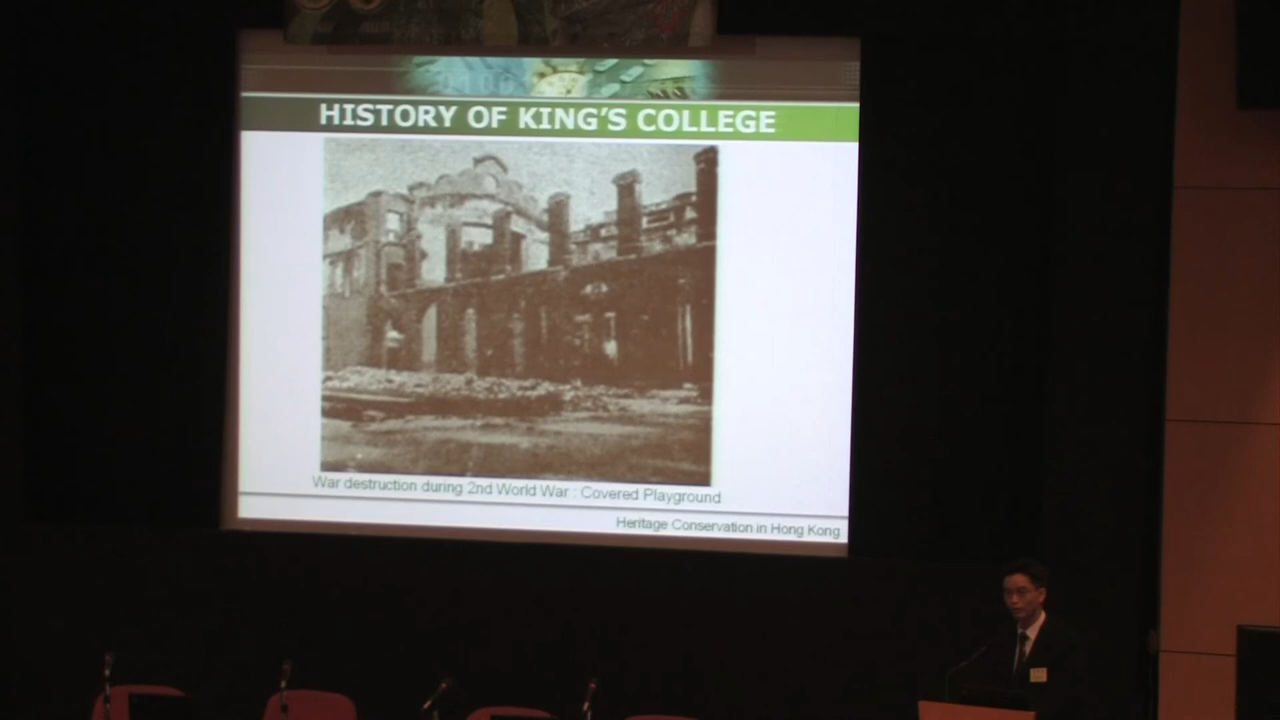 HISTORY OF KING'S COLLEGE
War destruction during 2nd World War : Covered Playground
Heritage Conservation in Hong Kong